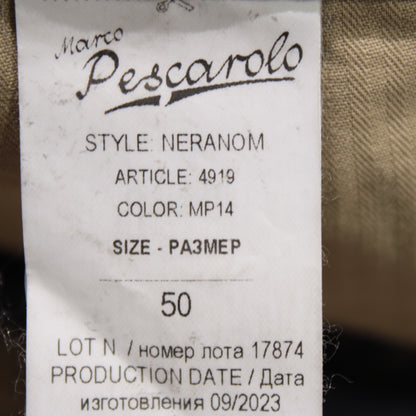 Marco
Pescarolo
STYLE: NERANOM
ARTICLE: 4919
COLOR: MP14
SIZE - РАЗМЕР
50
LOT N / номер лота 17874
PRODUCTION DATE / Дата
изготовления 09/2023